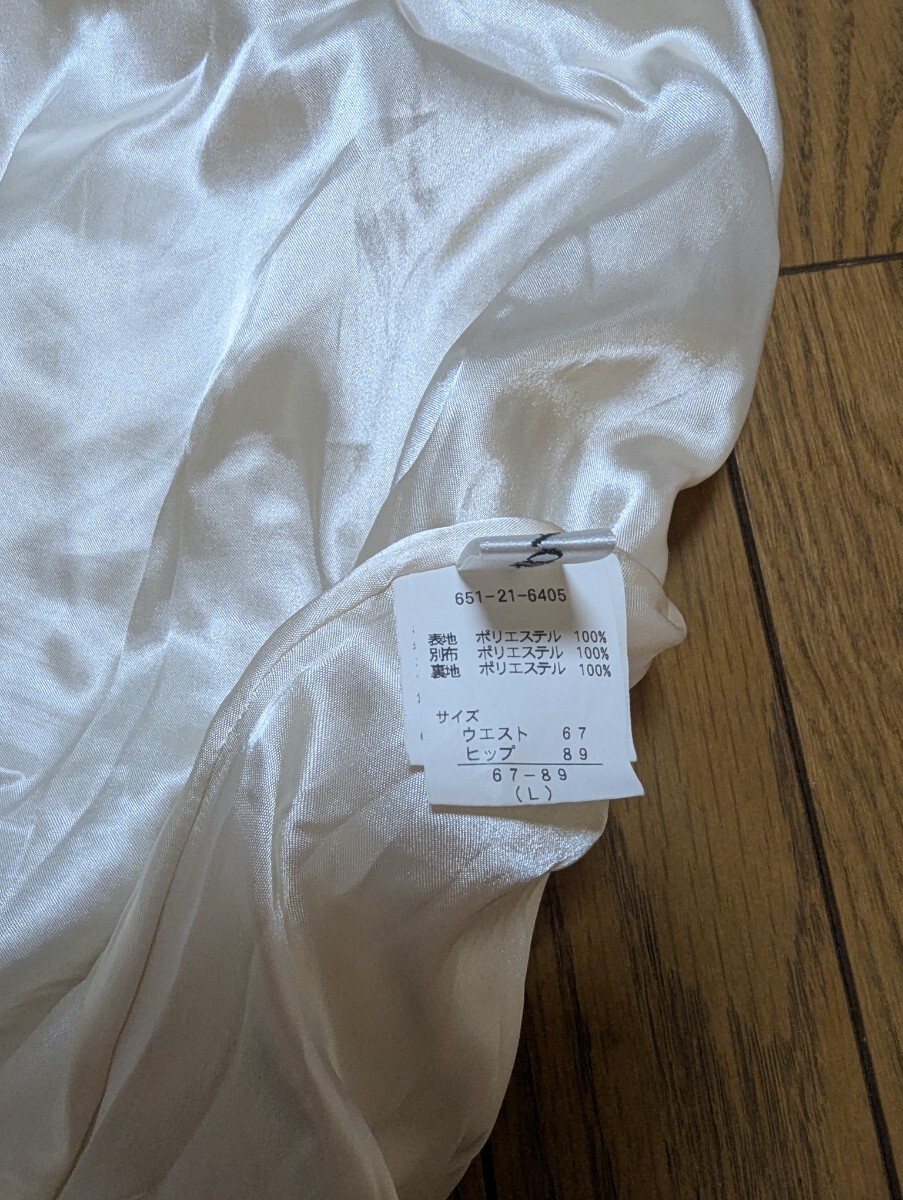 651-21-6405
表地 ポリエステル 100%
別布 ポリエステル 100%
裏地 ポリエステル 100%
サイズ
ウエスト 67
ヒップ 89
67-89
(L)